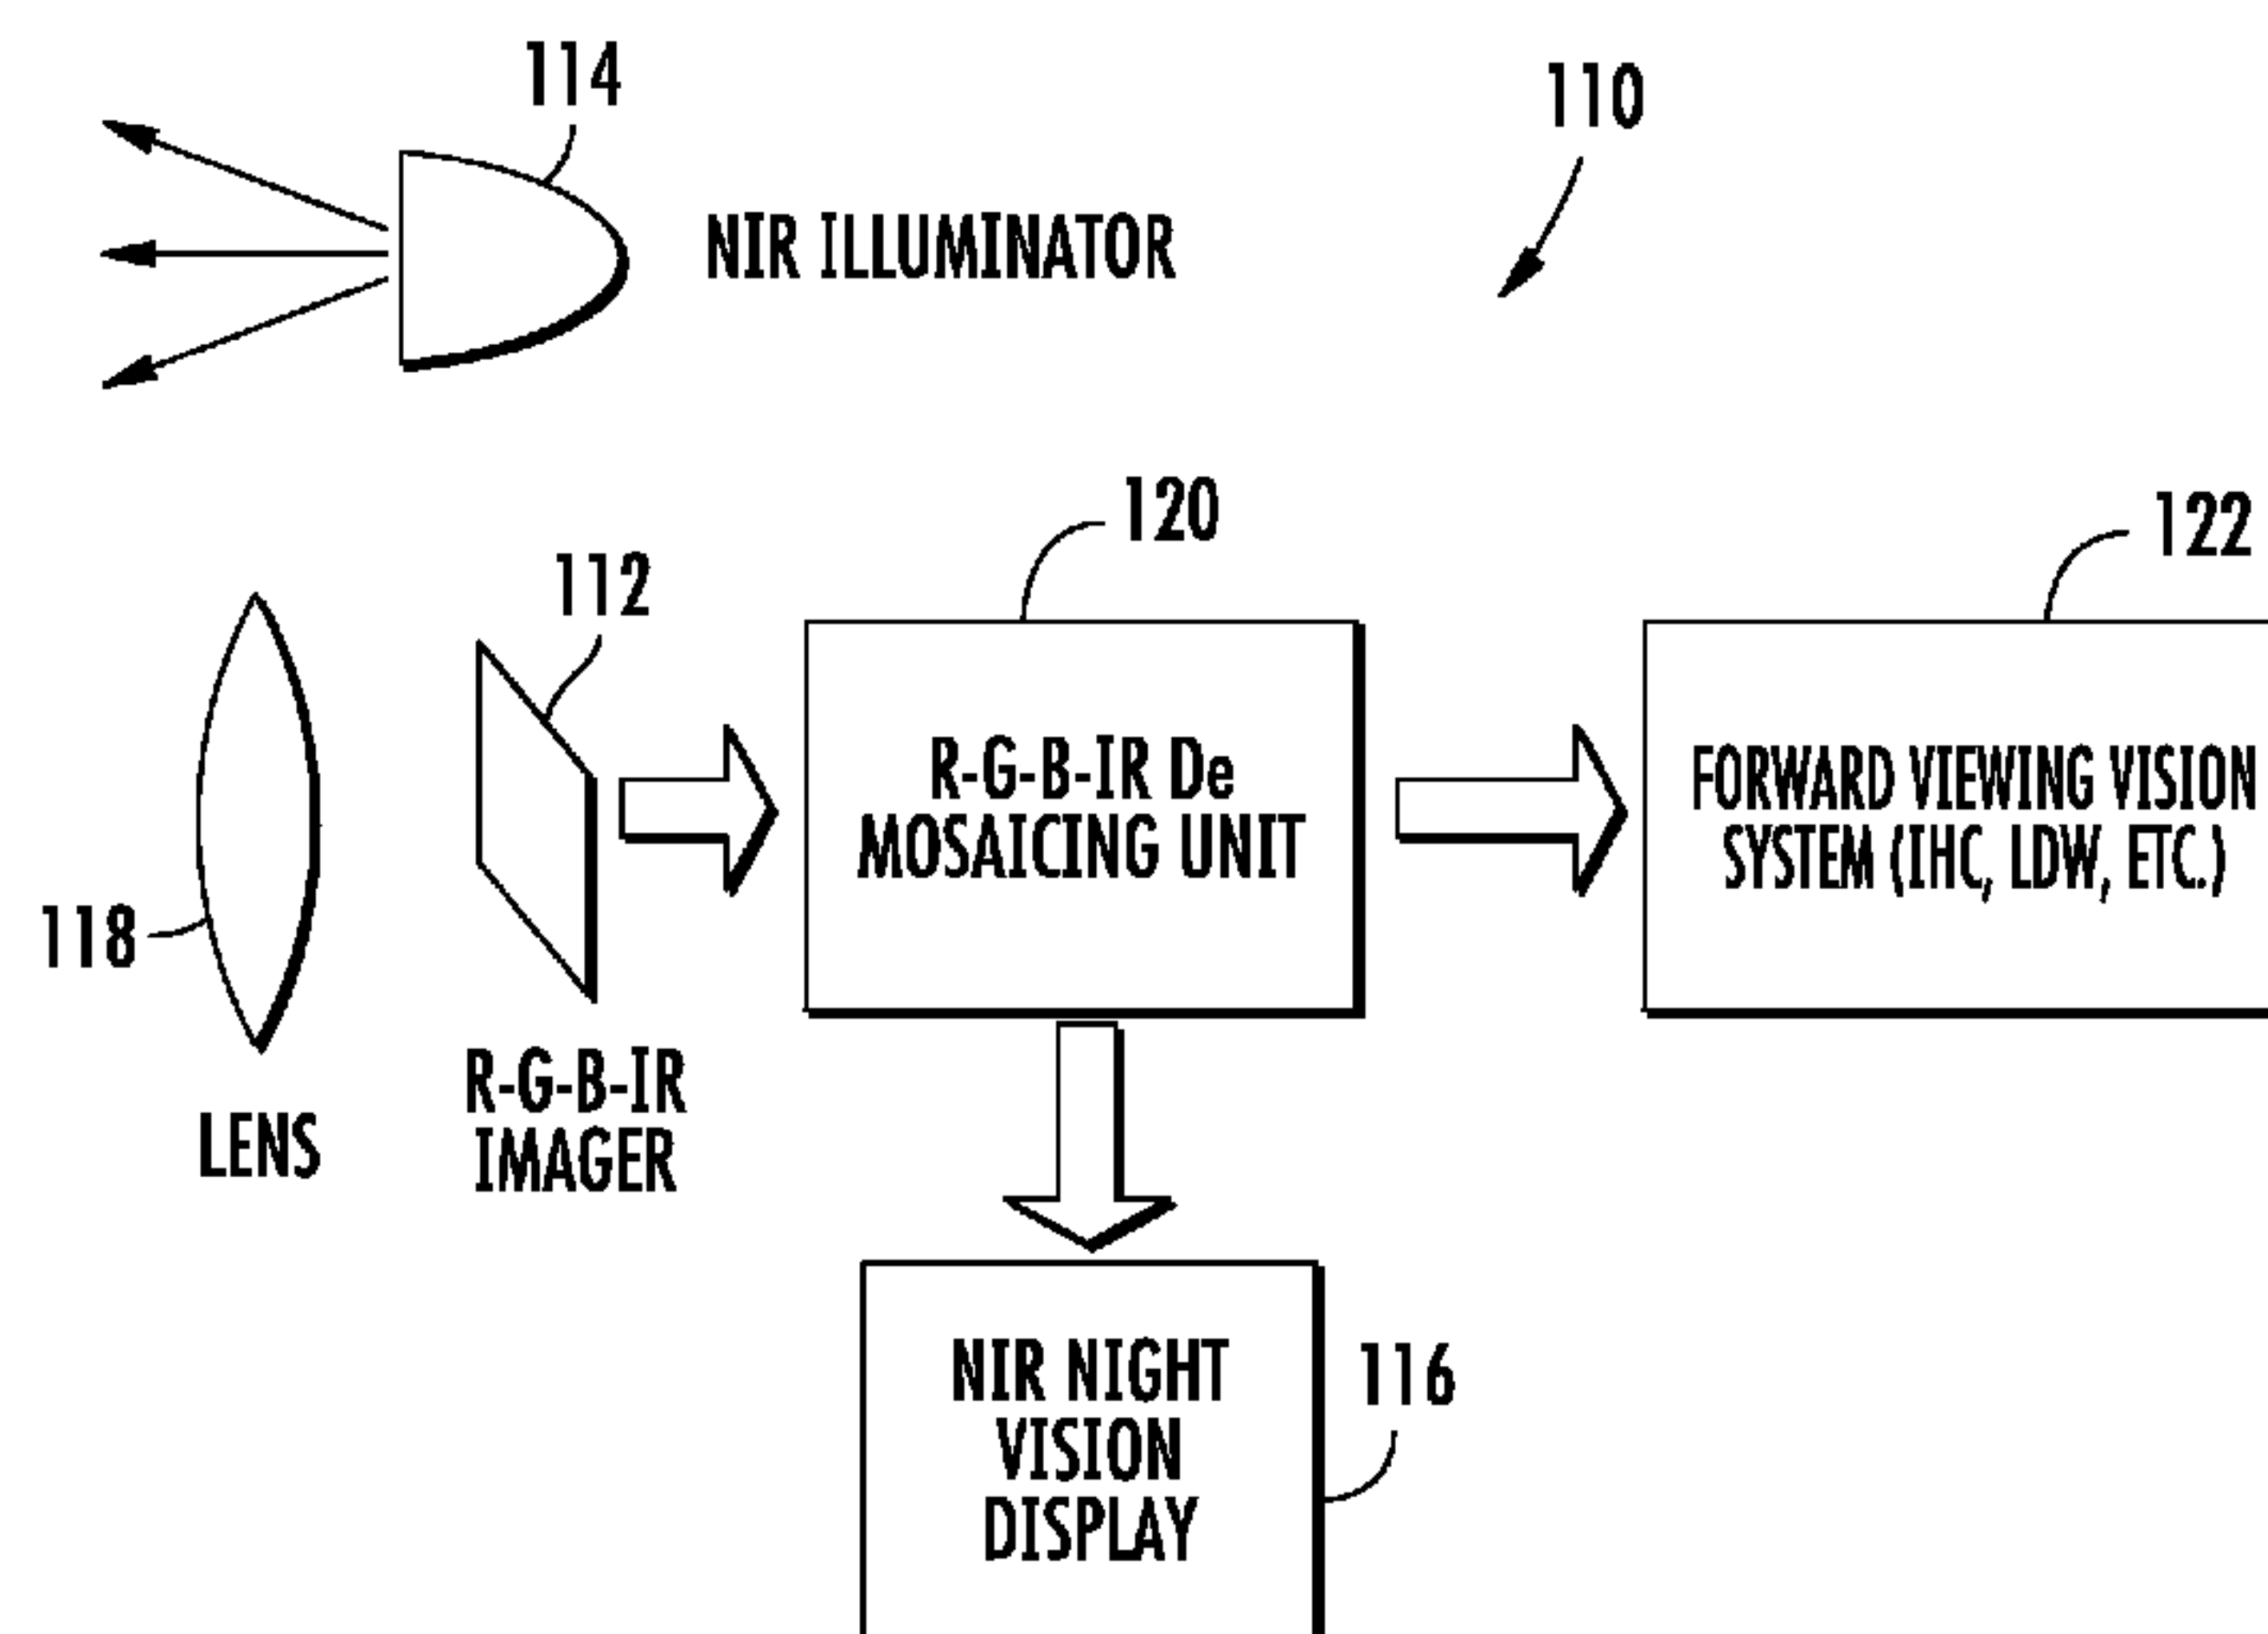 114
110
NIR ILLUMINATOR
120
122
112
R-G-B-IR De
MOSAICING UNIT
FORWARD VIEWING VISION
SYSTEM (IHC, LDW, ETC.)
118
R-G-B-IR
IMAGER
LENS
NIR NIGHT
VISION
DISPLAY
116